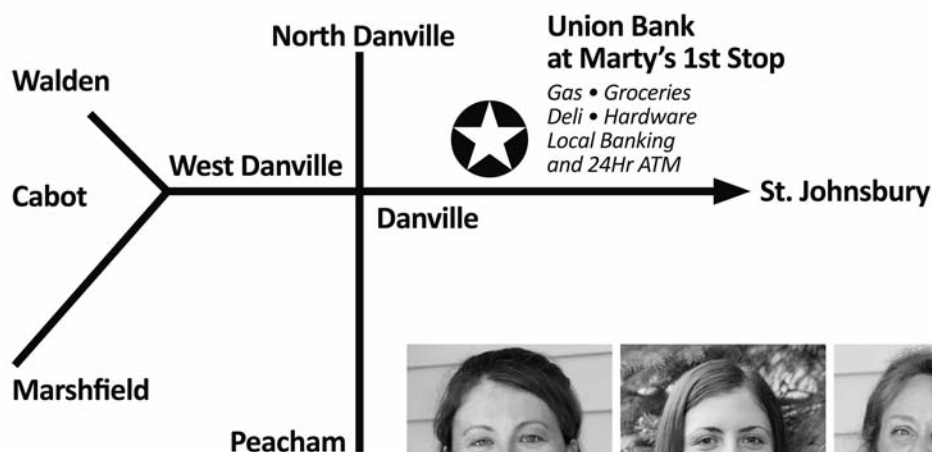 North Danville
Union Bank
at Marty's 1st Stop
Walden
Gas • Groceries
Deli • Hardware
Local Banking
and 24Hr ATM
West Danville
Cabot
St. Johnsbury
Danville
Marshfield
Peacham